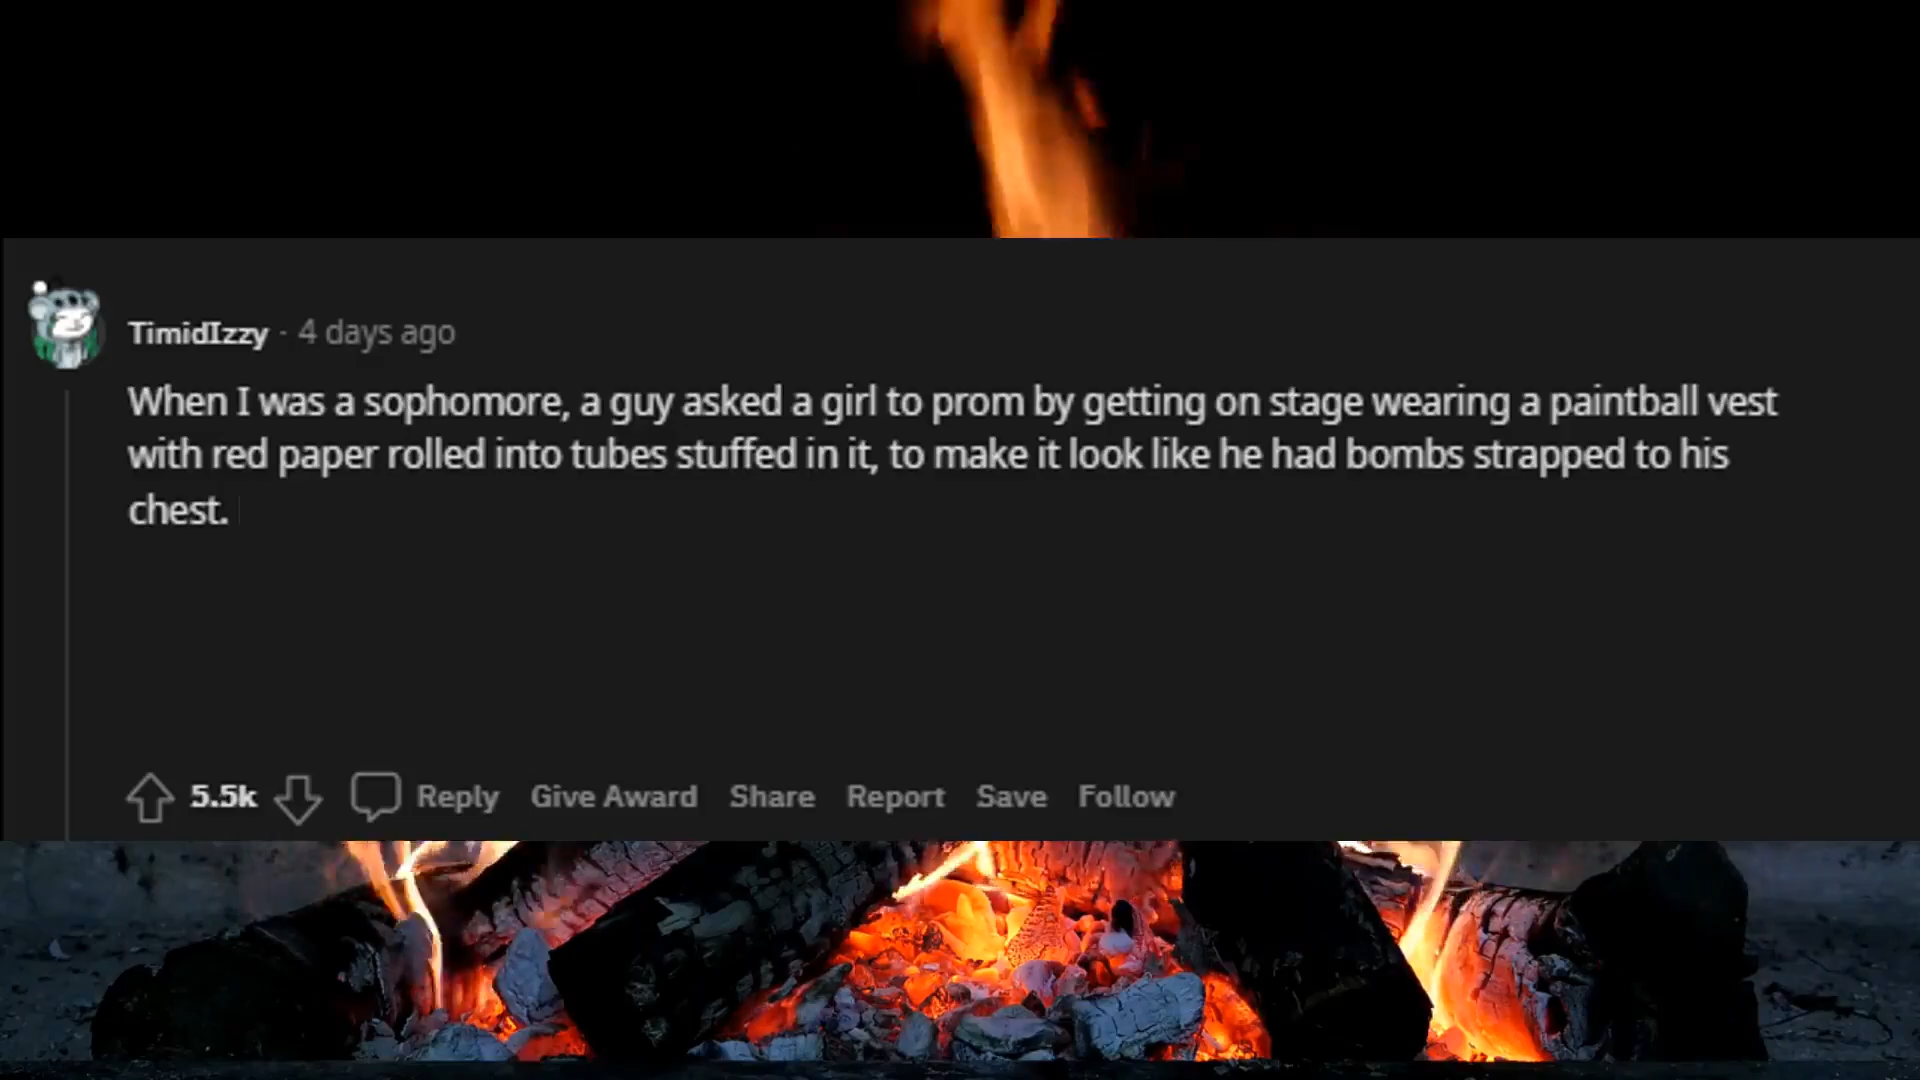 TimidIzzy · 4 days ago
When I was a sophomore, a guy asked a girl to prom by getting on stage wearing a paintball vest
with red paper rolled into tubes stuffed in it, to make it look like he had bombs strapped to his
chest.
5.5k Reply Give Award Share Report Save Follow